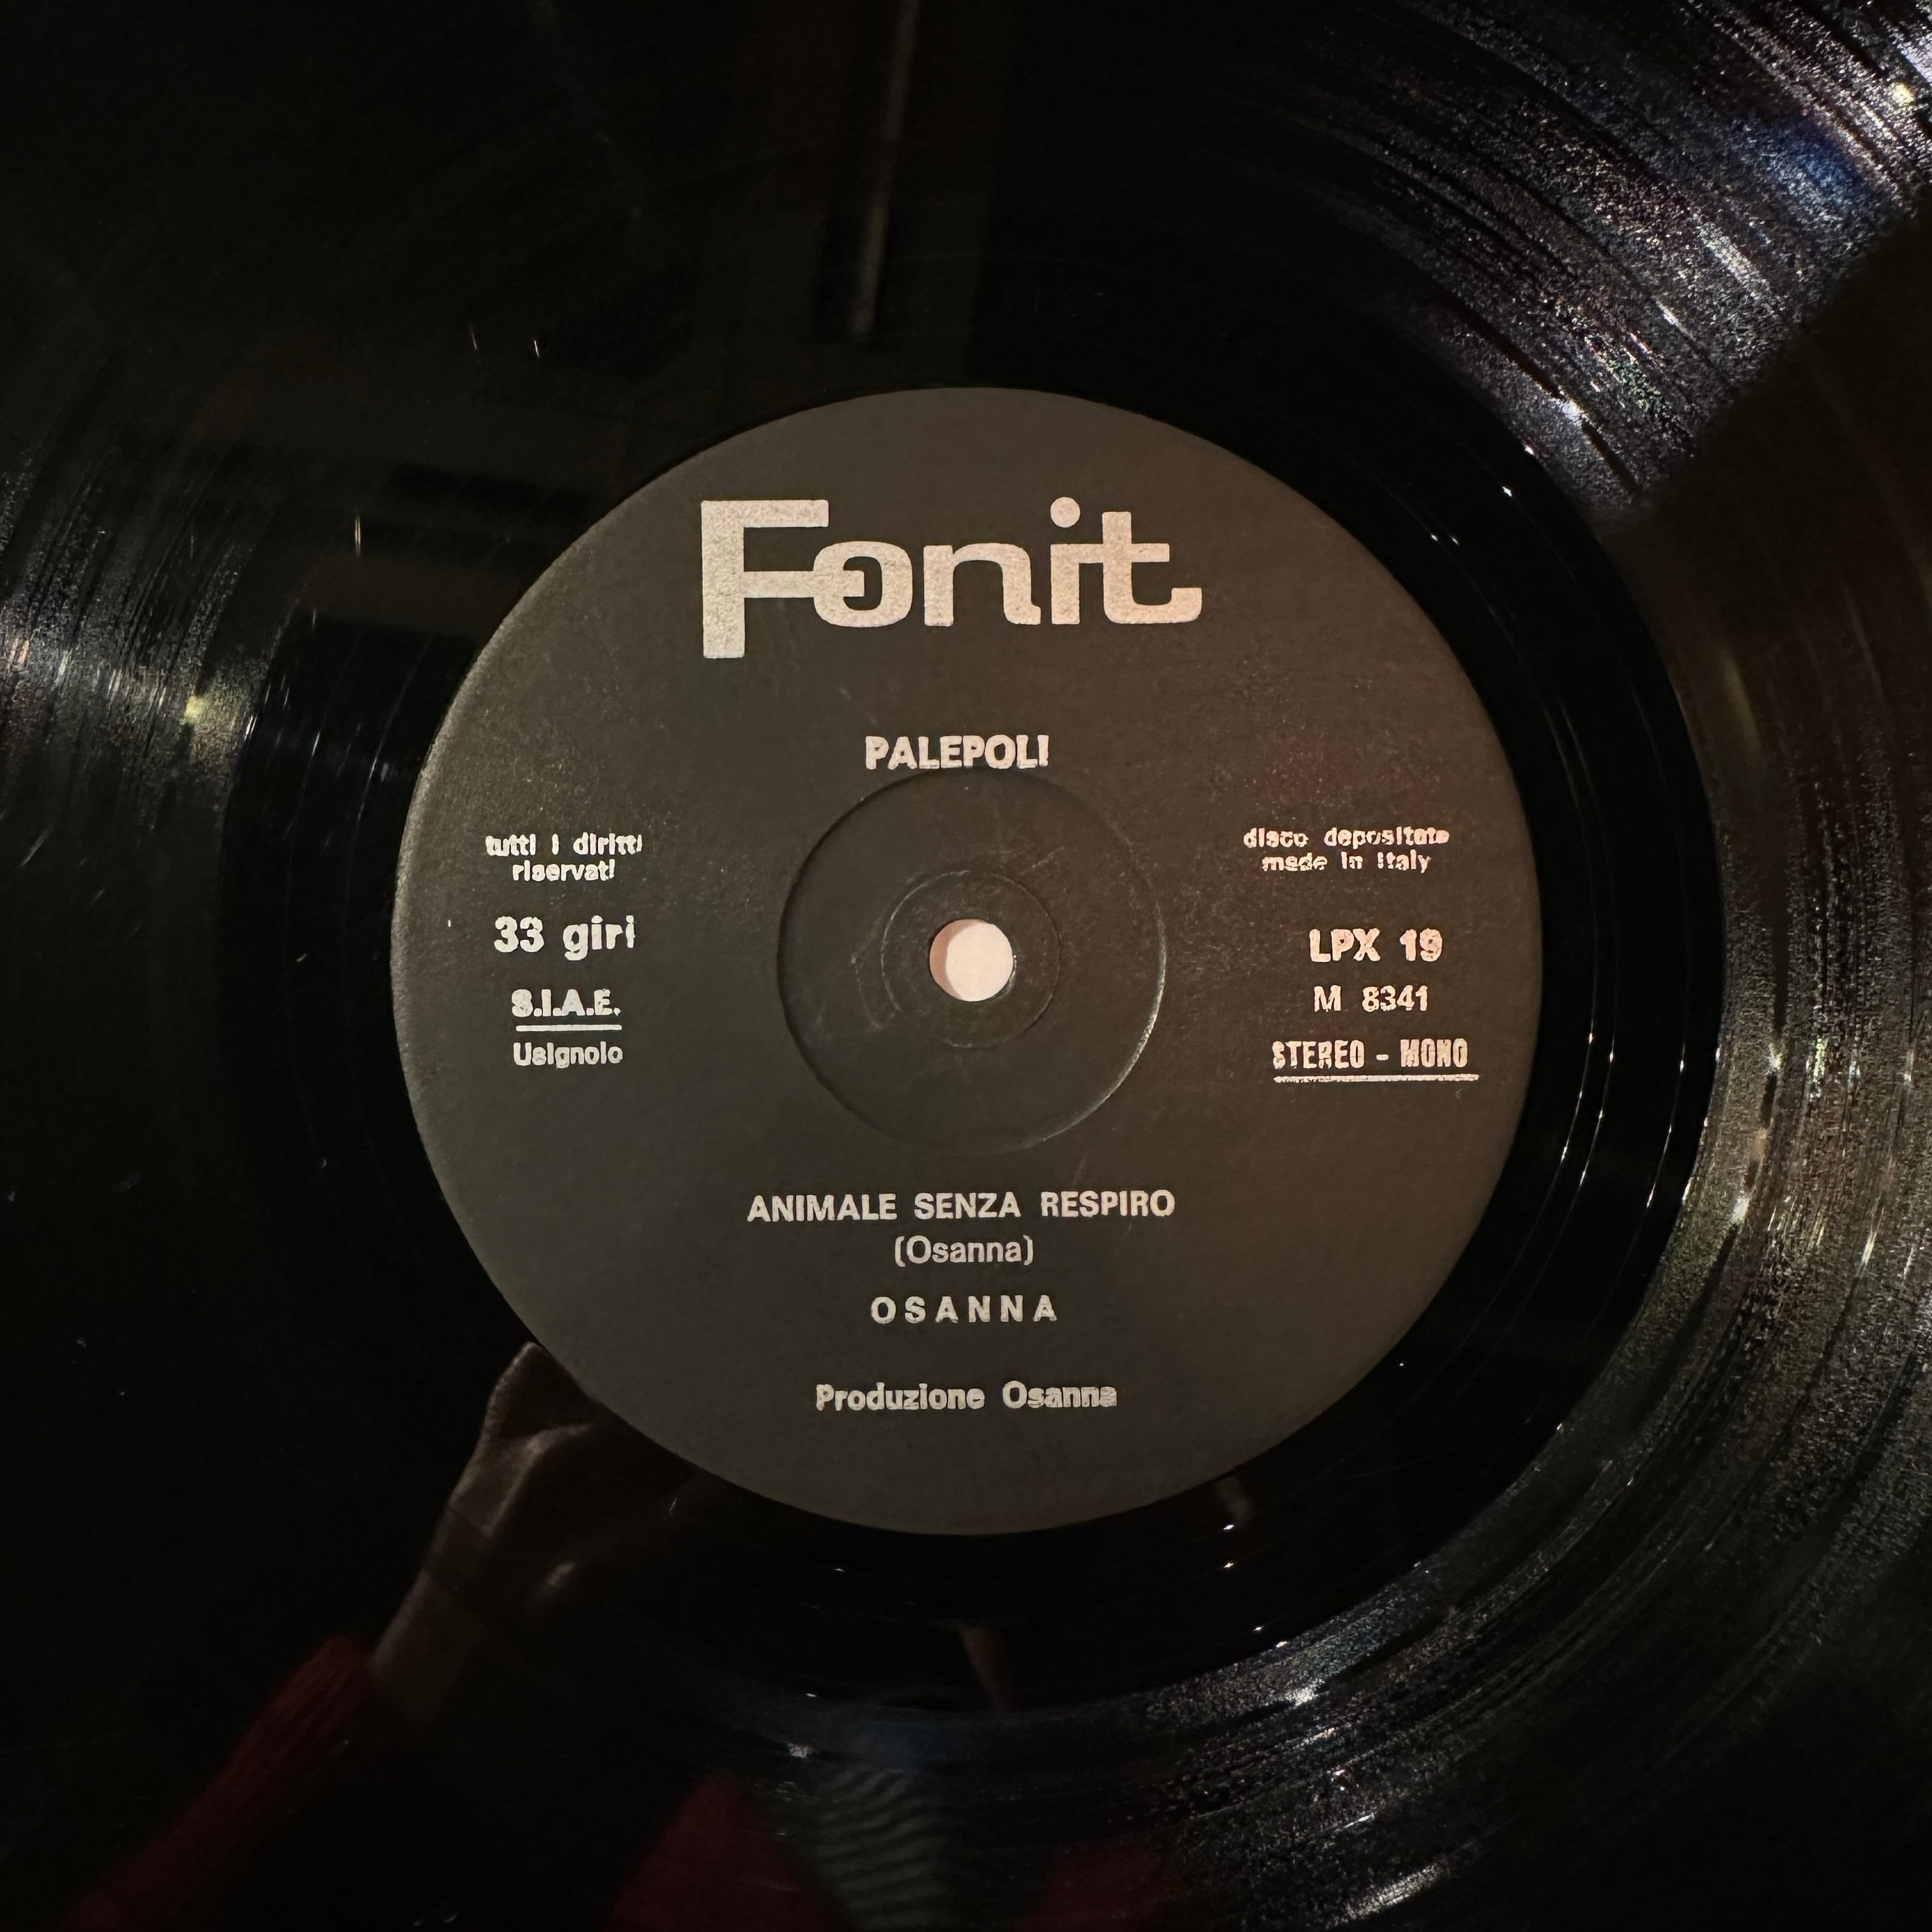 Fonit
PALEPOLI
tutti i diritti
riservati
33 giri
S.I.A.E.
Usignolo
disco depositato
made in Italy
LPX 19
M 8341
STEREO - MONO
ANIMALE SENZA RESPIRO
(Osanna)
OSANNA
Produzione Osanna